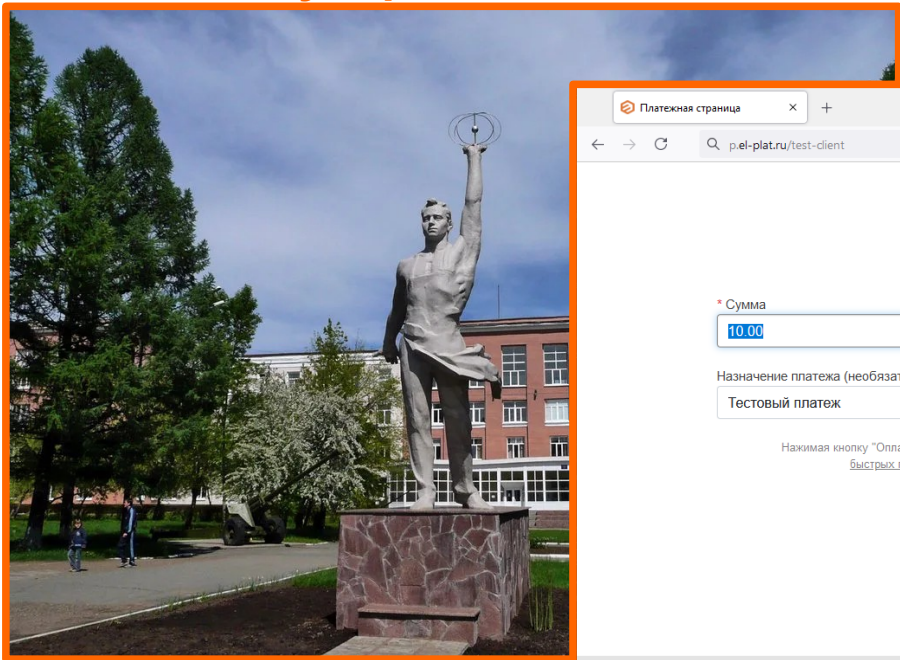 Платежная страница
p.el-plat.ru/test-client
* Сумма
10.00
Назначение платежа (необязат
Тестовый платеж
Нажимая кнопку "Опла
быстрых